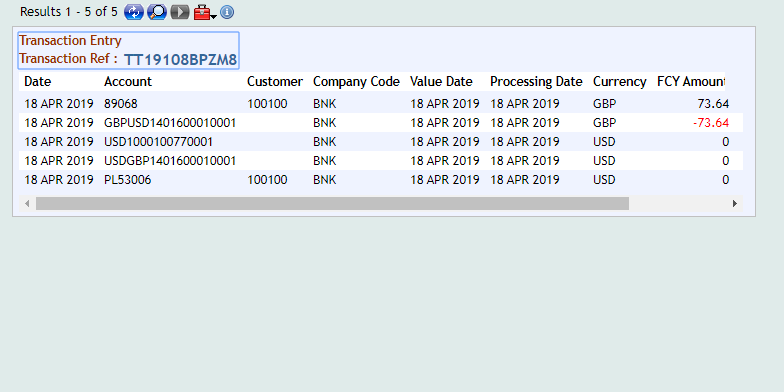 Results 1 - 5 of 5
Transaction Entry
Transaction Ref : TT19108BPZM8
Date Account Customer Company Code Value Date Processing Date Currency FCY Amount
18 APR 2019 89068 100100 BNK 18 APR 2019 18 APR 2019 GBP 73.64
18 APR 2019 GBPUSD1401600010001 BNK 18 APR 2019 18 APR 2019 GBP -73.64
18 APR 2019 USD1000100770001 BNK 18 APR 2019 18 APR 2019 USD 0
18 APR 2019 USDGBP1401600010001 BNK 18 APR 2019 18 APR 2019 USD 0
18 APR 2019 PL53006 100100 BNK 18 APR 2019 18 APR 2019 USD 0